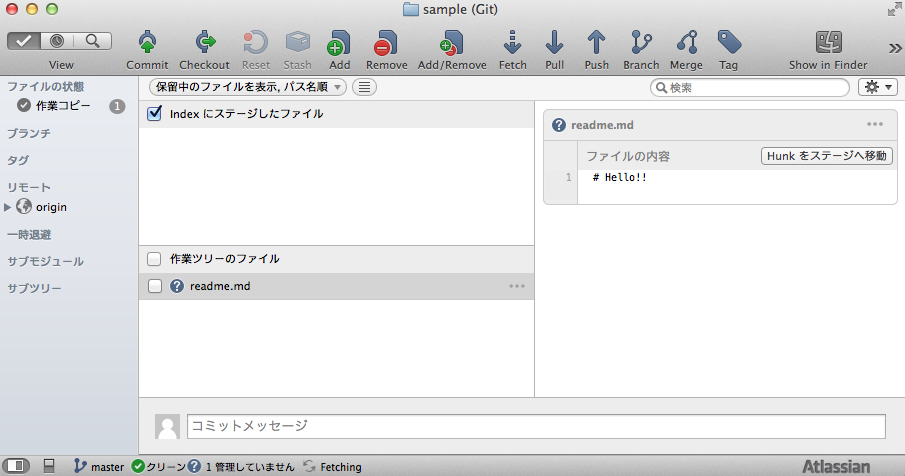 sample (Git)
View Commit Checkout Reset Stash Add Remove Add/Remove Fetch Pull Push Branch Merge Tag Show in Finder
ファイルの状態
作業コピー 1
ブランチ
タグ
リモート
origin
一時退避
サブモジュール
サブツリー
保留中のファイルを表示, パス名順
検索
Index にステージしたファイル
作業ツリーのファイル
readme.md
readme.md
ファイルの内容 Hunk をステージへ移動
1 # Hello!!
コミットメッセージ
master クリーン 1 管理していません Fetching
Atlassian